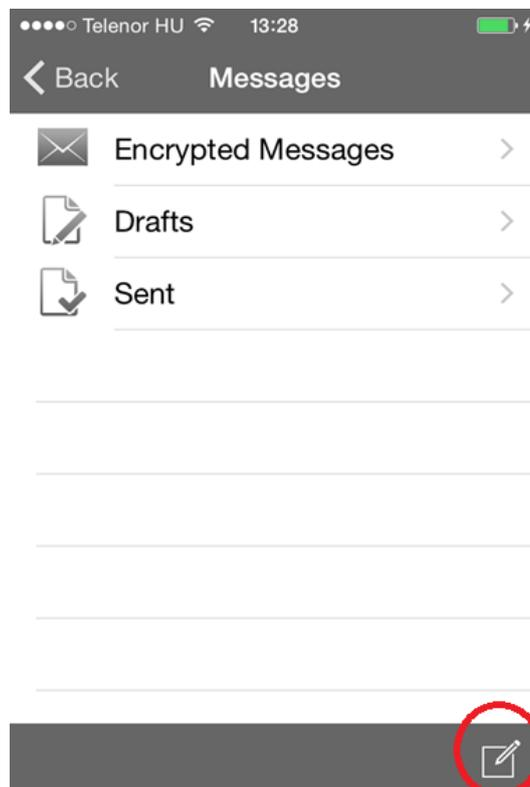 Telenor HU 13:28
Back Messages
Encrypted Messages
Drafts
Sent